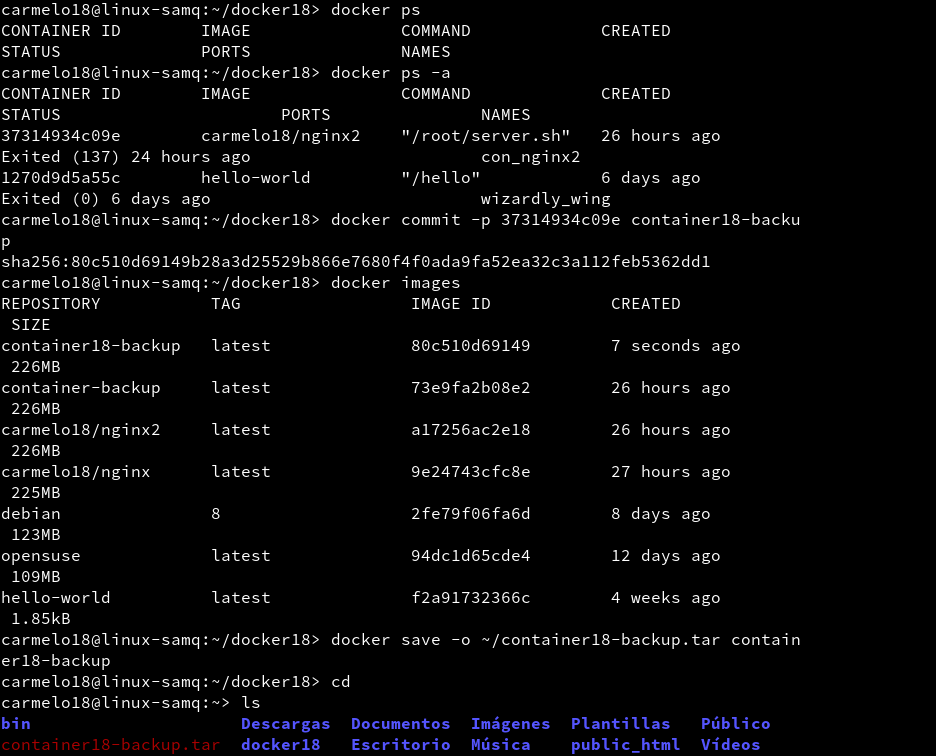 carmelo18@linux-samq:~/docker18> docker ps
CONTAINER ID        IMAGE               COMMAND             CREATED
STATUS              PORTS               NAMES
carmelo18@linux-samq:~/docker18> docker ps -a
CONTAINER ID        IMAGE               COMMAND             CREATED
STATUS                      PORTS               NAMES
37314934c09e        carmelo18/nginx2    "/root/server.sh"   26 hours ago
Exited (137) 24 hours ago                       con_nginx2
1270d9d5a55c        hello-world         "/hello"            6 days ago
Exited (0) 6 days ago                           wizardly_wing
carmelo18@linux-samq:~/docker18> docker commit -p 37314934c09e container18-backu
p
sha256:80c510d69149b28a3d25529b866e7680f4f0ada9fa52ea32c3a112feb5362dd1
carmelo18@linux-samq:~/docker18> docker images
REPOSITORY           TAG                 IMAGE ID            CREATED
 SIZE
container18-backup   latest              80c510d69149        7 seconds ago
 226MB
container-backup     latest              73e9fa2b08e2        26 hours ago
 226MB
carmelo18/nginx2     latest              a17256ac2e18        26 hours ago
 226MB
carmelo18/nginx      latest              9e24743cfc8e        27 hours ago
 225MB
debian               8                   2fe79f06fa6d        8 days ago
 123MB
opensuse             latest              94dc1d65cde4        12 days ago
 109MB
hello-world          latest              f2a91732366c        4 weeks ago
 1.85kB
carmelo18@linux-samq:~/docker18> docker save -o ~/container18-backup.tar contain
er18-backup
carmelo18@linux-samq:~/docker18> cd
carmelo18@linux-samq:~> ls
bin                     Descargas  Documentos  Imágenes  Plantillas   Público
container18-backup.tar  docker18   Escritorio  Música    public_html  Vídeos